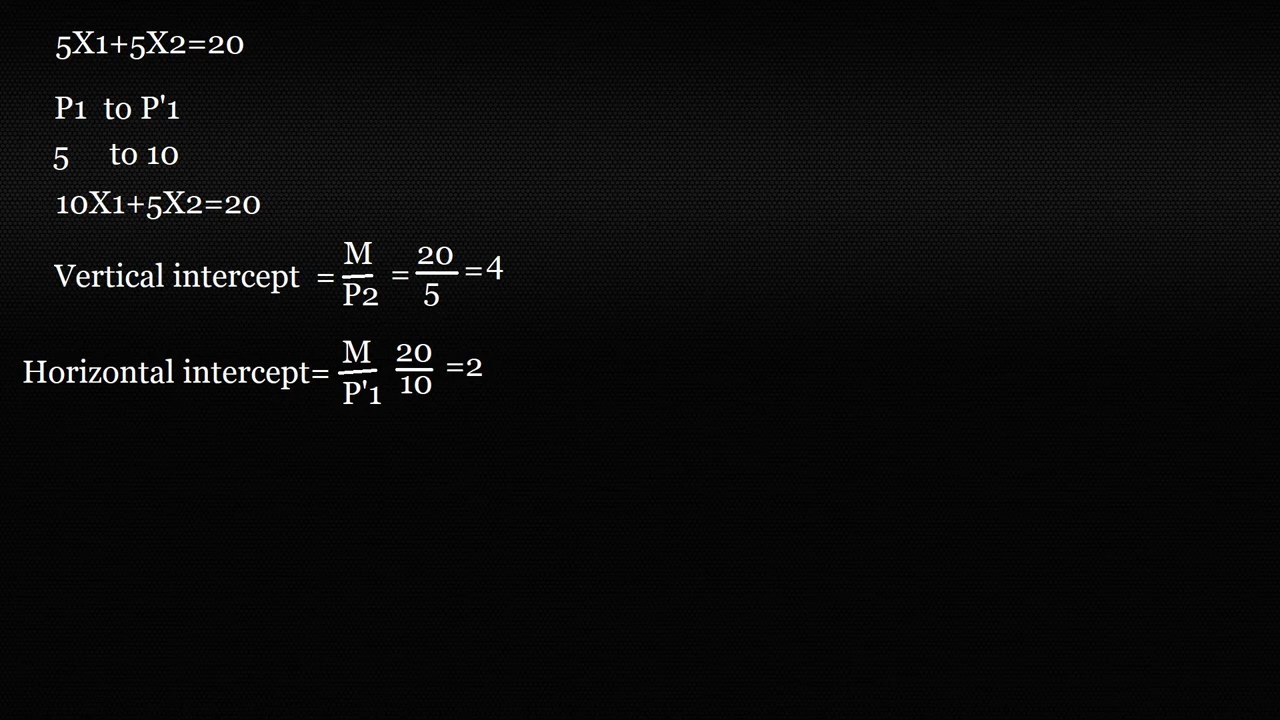 5X1+5X2=20
P1 to P'1
5 to 10
10X1+5X2=20
Vertical intercept = M/P2 = 20/5 =4
Horizontal intercept= M/P'1 20/10 =2